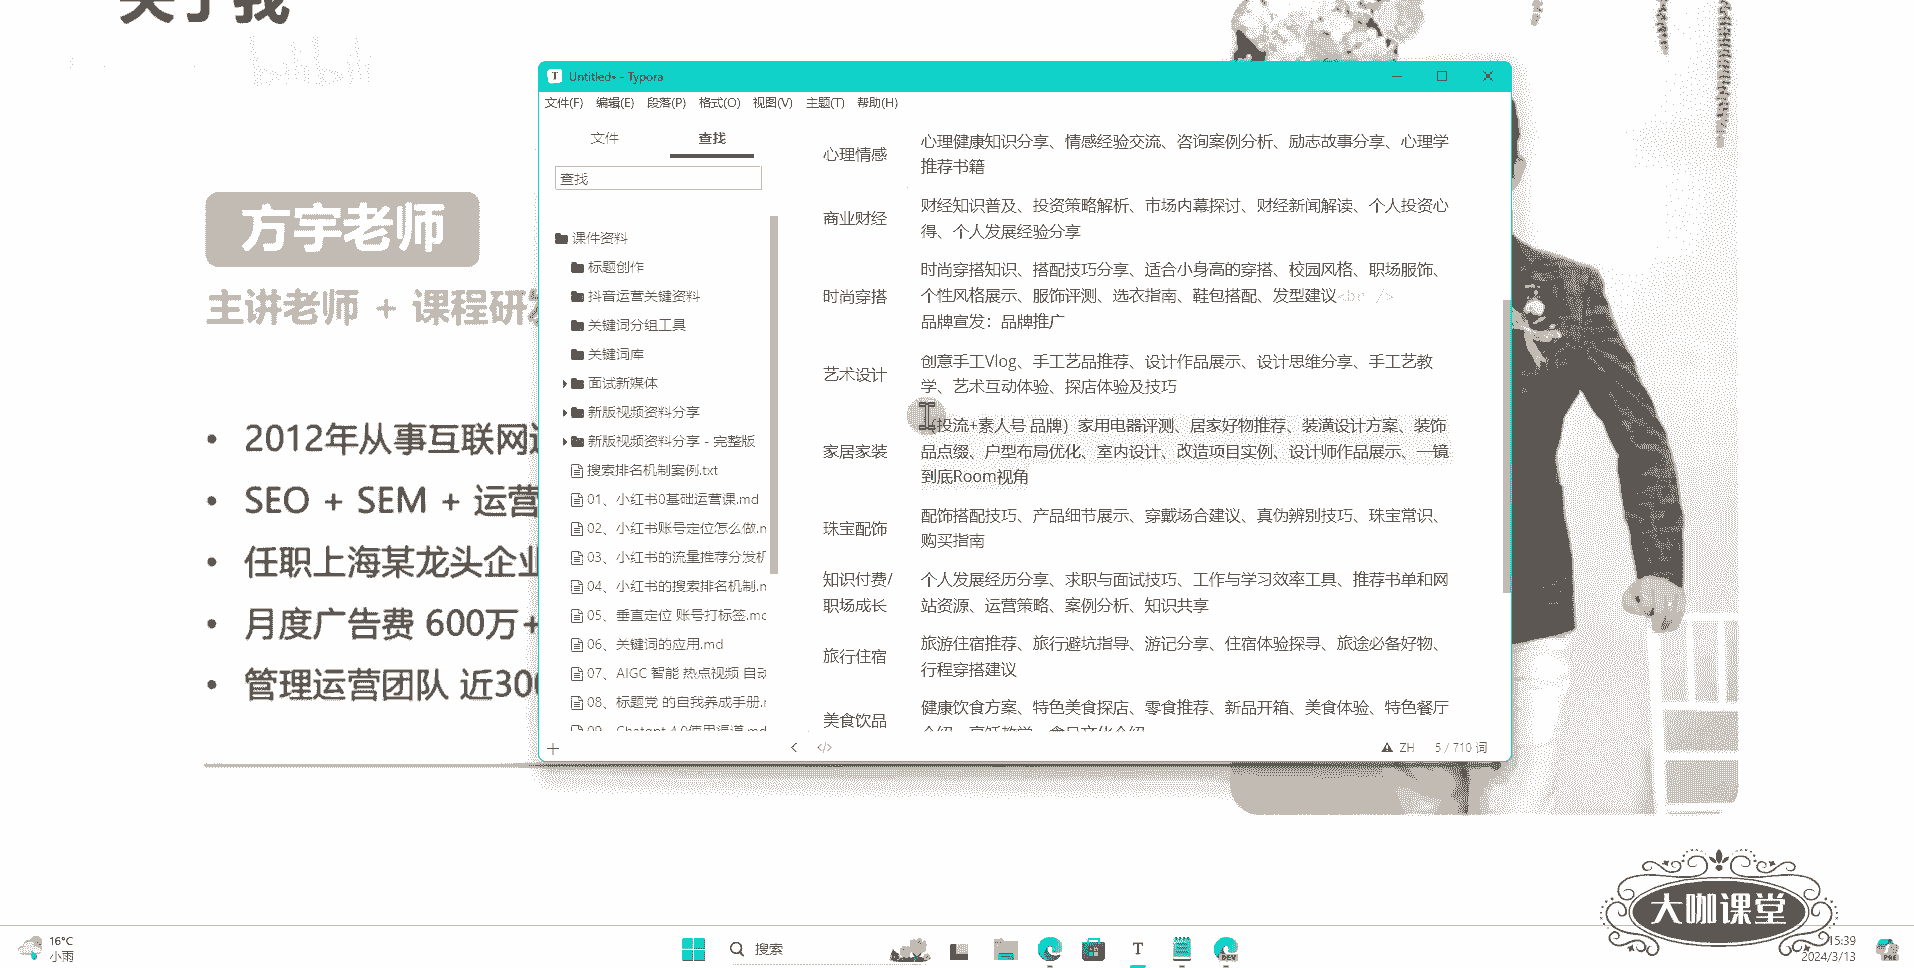 关于我
bilibili
方宇老师
主讲老师 + 课程研发
• 2012年从事互联网运
• SEO + SEM + 运营
• 任职上海某龙头企业
• 月度广告费 600万+
• 管理运营团队 近300
Untitled• - Typora
文件(F) 编辑(E) 段落(P) 格式(O) 视图(V) 主题(T) 帮助(H)
文件 查找
查找
课件资料
标题创作
抖音运营关键资料
关键词分组工具
关键词库
面试新媒体
新版视频资料分享
新版视频资料分享 - 完整版
搜索排名机制案例.txt
01、小红书0基础运营课.md
02、小红书账号定位怎么做.m
03、小红书的流量推荐分发机
04、小红书的搜索排名机制.m
05、垂直定位 账号打标签.md
06、关键词的应用.md
07、AIGC 智能 热点视频 自动
08、标题党 的自我养成手册.m
09、Chatgpt 4.0使用渠道.md
心理情感
心理健康知识分享、情感经验交流、咨询案例分析、励志故事分享、心理学
推荐书籍
商业财经
财经知识普及、投资策略解析、市场内幕探讨、财经新闻解读、个人投资心
得、个人发展经验分享
时尚穿搭
时尚穿搭知识、搭配技巧分享、适合小身高的穿搭、校园风格、职场服饰、
个性风格展示、服饰评测、选衣指南、鞋包搭配、发型建议<br />
品牌宣发：品牌推广
艺术设计
创意手工Vlog、手工艺品推荐、设计作品展示、设计思维分享、手工艺教
学、艺术互动体验、探店体验及技巧
家居家装
投流+素人号 品牌）家用电器评测、居家好物推荐、装潢设计方案、装饰
品点缀、户型布局优化、室内设计、改造项目实例、设计师作品展示、一镜
到底Room视角
珠宝配饰
配饰搭配技巧、产品细节展示、穿戴场合建议、真伪辨别技巧、珠宝常识、
购买指南
知识付费/
职场成长
个人发展经历分享、求职与面试技巧、工作与学习效率工具、推荐书单和网
站资源、运营策略、案例分析、知识共享
旅行住宿
旅游住宿推荐、旅行避坑指导、游记分享、住宿体验探寻、旅途必备好物、
行程穿搭建议
美食饮品
健康饮食方案、特色美食探店、零食推荐、新品开箱、美食体验、特色餐厅
介绍、烹饪教学、食品文化介绍
ZH 5 / 710 词
大咖课堂
16°C
小雨
搜索
DEV
15:39
2024/3/13
PRE